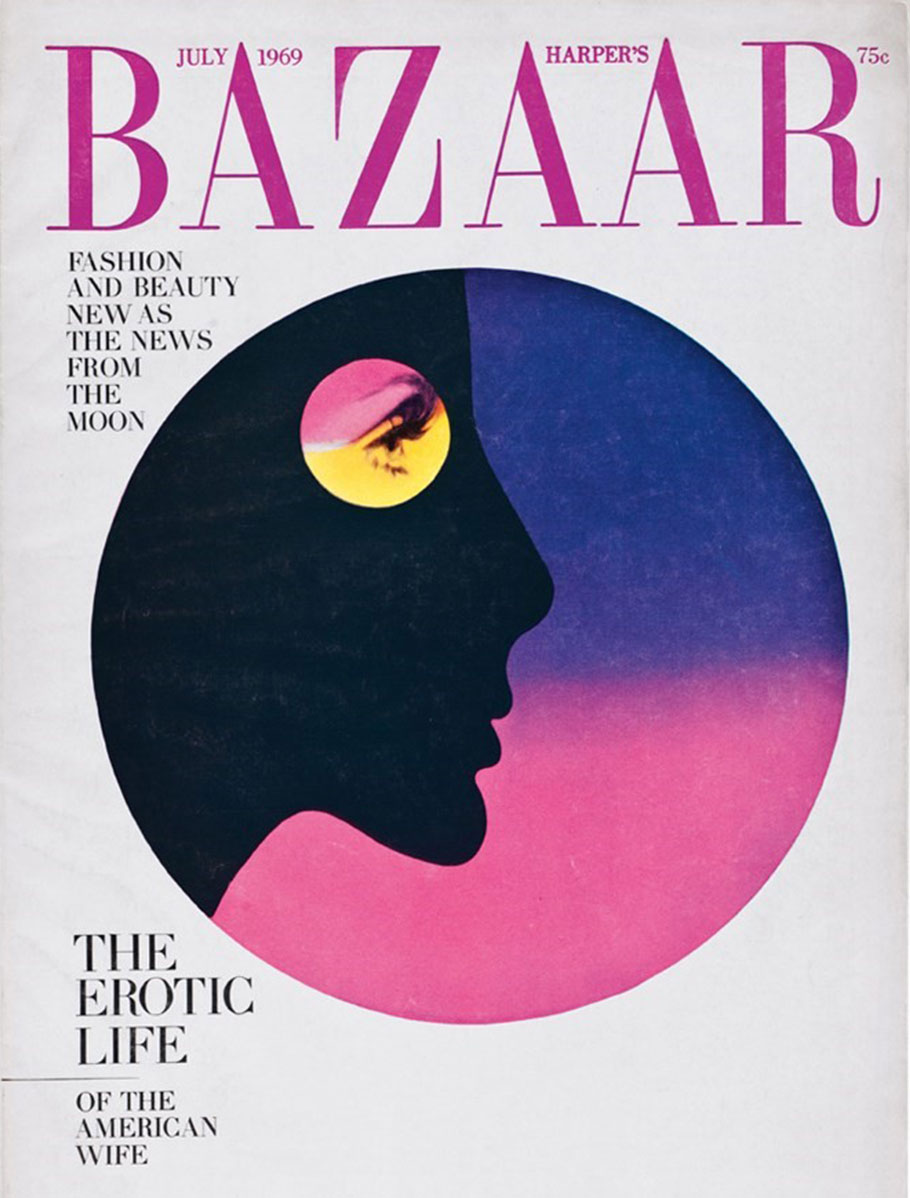 JULY 1969 HARPER'S 75c
BAZAAR
FASHION
AND BEAUTY
NEW AS
THE NEWS
FROM
THE
MOON
THE
EROTIC
LIFE
OF THE
AMERICAN
WIFE